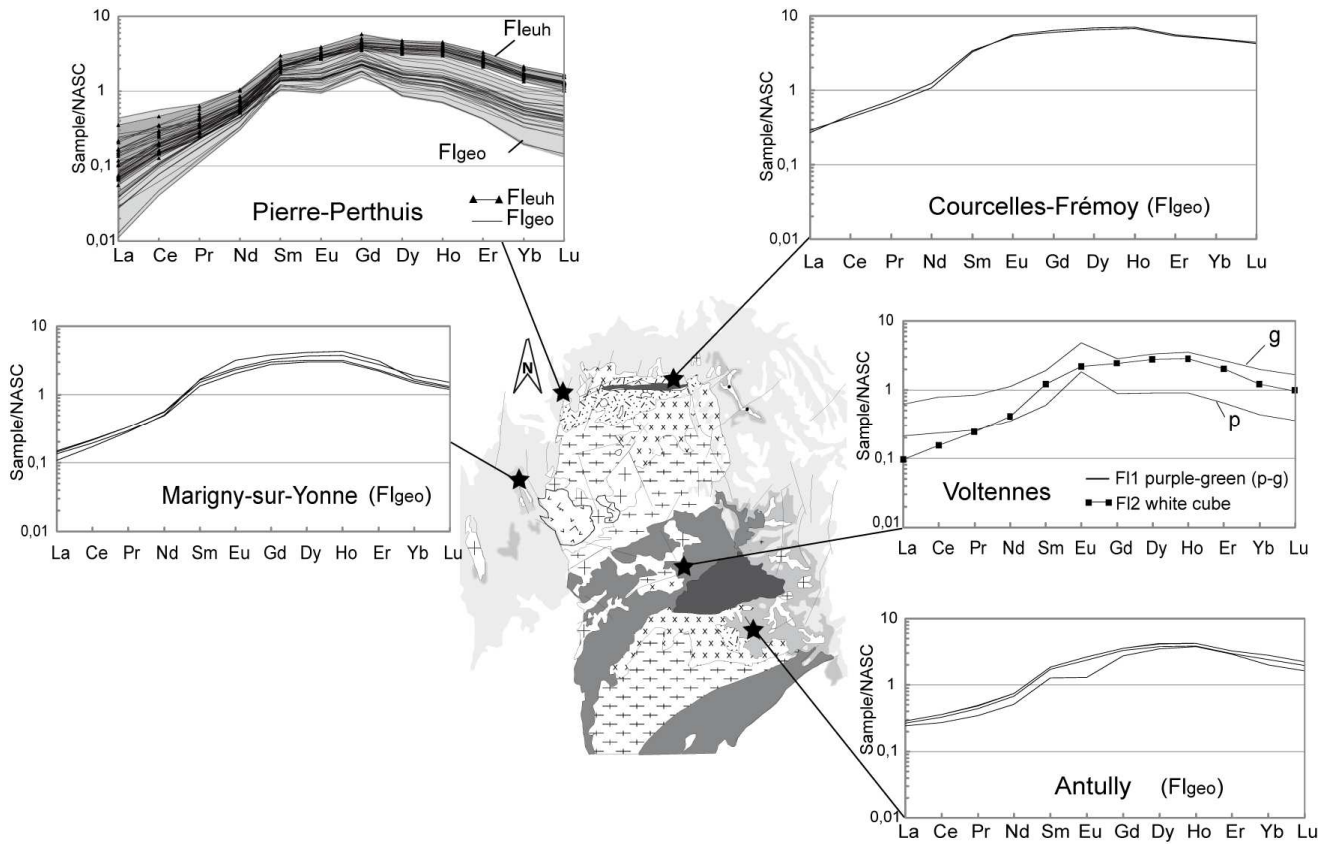 10
1
0,1
0,01
Sample/NASC
Fleuh
Flgeo
Fleuh
Flgeo
Pierre-Perthuis
La Ce Pr Nd Sm Eu Gd Dy Ho Er Yb Lu
10
1
0,1
0,01
Sample/NASC
Courcelles-Frémoy (Flgeo)
La Ce Pr Nd Sm Eu Gd Dy Ho Er Yb Lu
10
1
0,1
0,01
Sample/NASC
Marigny-sur-Yonne (Flgeo)
La Ce Pr Nd Sm Eu Gd Dy Ho Er Yb Lu
N
10
1
0,1
0,01
Sample/NASC
g
p
Fl1 purple-green (p-g)
Voltennes
Fl2 white cube
La Ce Pr Nd Sm Eu Gd Dy Ho Er Yb Lu
10
1
0,1
0,01
Sample/NASC
Antully (Flgeo)
La Ce Pr Nd Sm Eu Gd Dy Ho Er Yb Lu